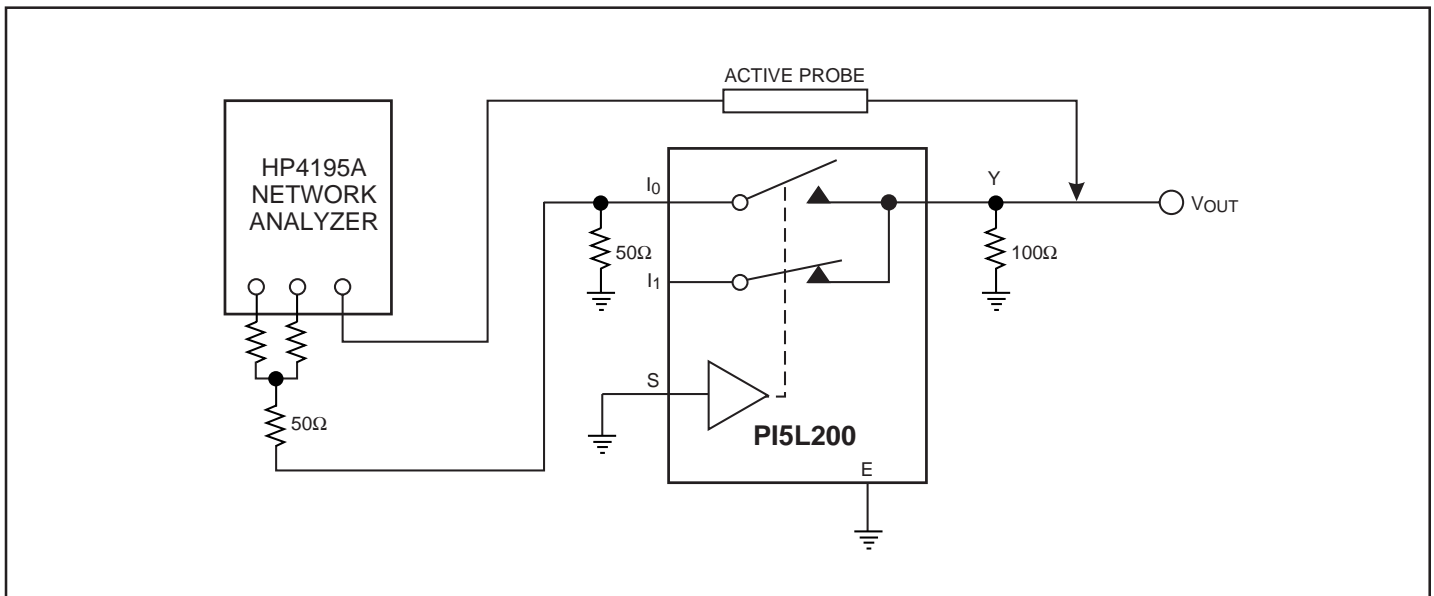 ACTIVE PROBE
HP4195A
NETWORK
ANALYZER
I0
Y
VOUT
50Ω
100Ω
I1
S
50Ω
PI5L200
E